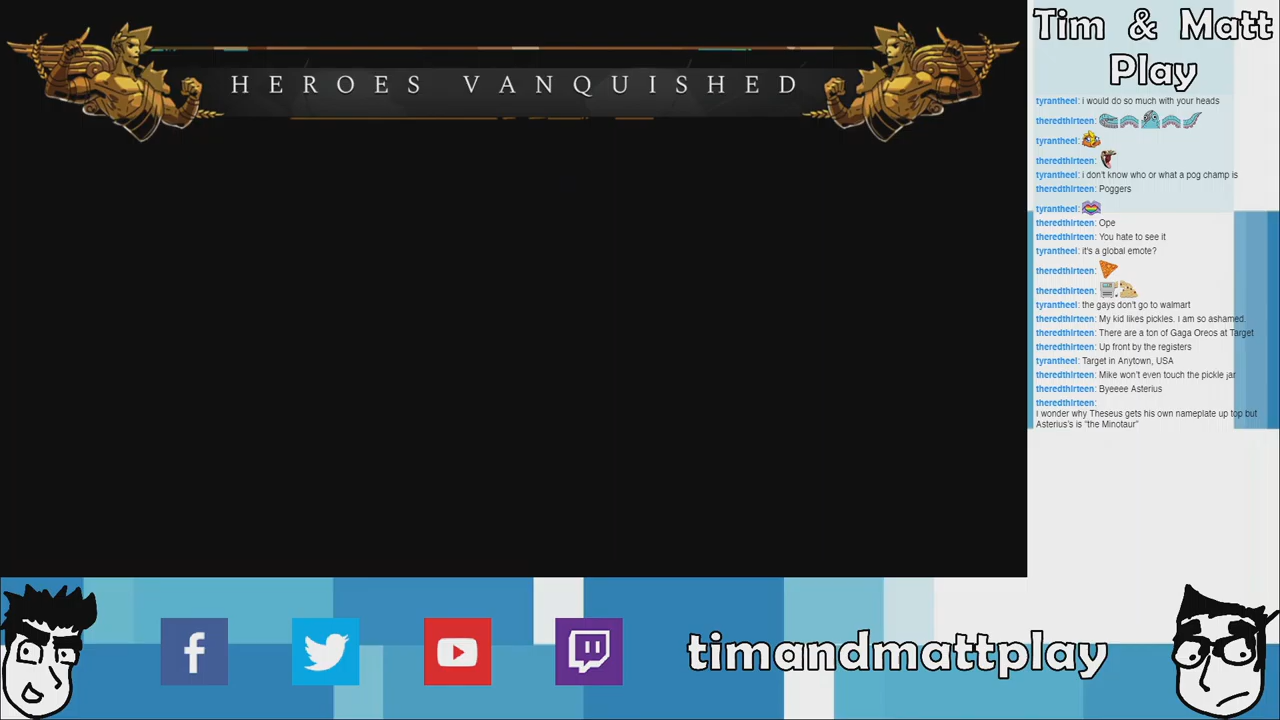 HEROES VANQUISHED
Tim & Matt
Play
tyrantheel: i would do so much with your heads
theredthirteen:
tyrantheel:
theredthirteen:
tyrantheel: i don't know who or what a pog champ is
theredthirteen: Poggers
tyrantheel:
theredthirteen: Ope
theredthirteen: You hate to see it
tyrantheel: it's a global emote?
theredthirteen:
theredthirteen:
tyrantheel: the gays don't go to walmart
theredthirteen: My kid likes pickles. I am so ashamed.
theredthirteen: There are a ton of Gaga Oreos at Target
theredthirteen: Up front by the registers
tyrantheel: Target in Anytown, USA
theredthirteen: Mike won't even touch the pickle jar
theredthirteen: Byeeee Asterius
theredthirteen:
I wonder why Theseus gets his own nameplate up top but
Asterius's is "the Minotaur"
timandmattplay